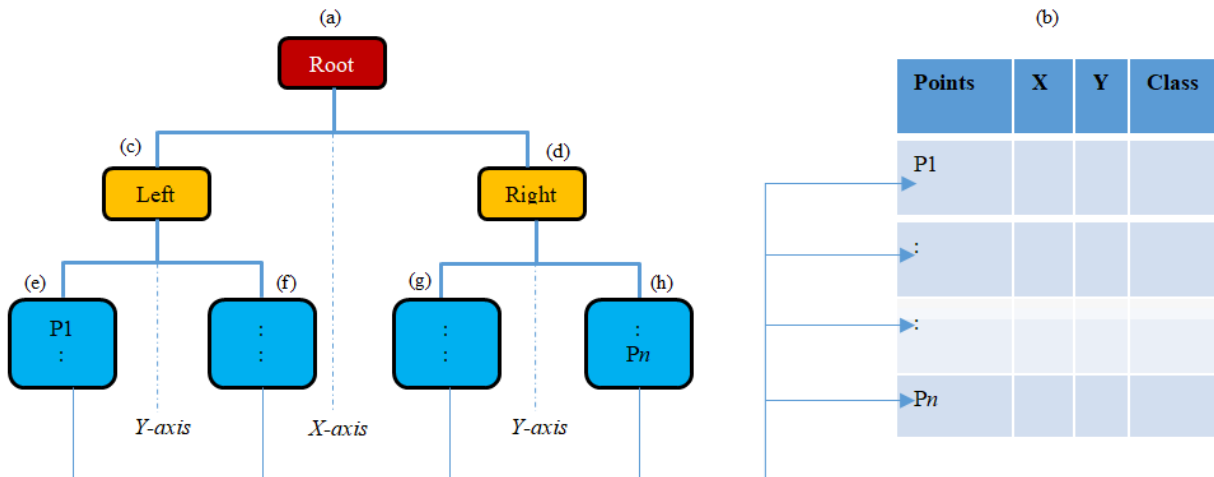 (a)
Root
(c)
(d)
Left
Right
(e)
(f)
(g)
(h)
P1
:
:
:
:
:
:
Pn
Y-axis
X-axis
Y-axis
(b)
Points X Y Class
P1
:
:
Pn